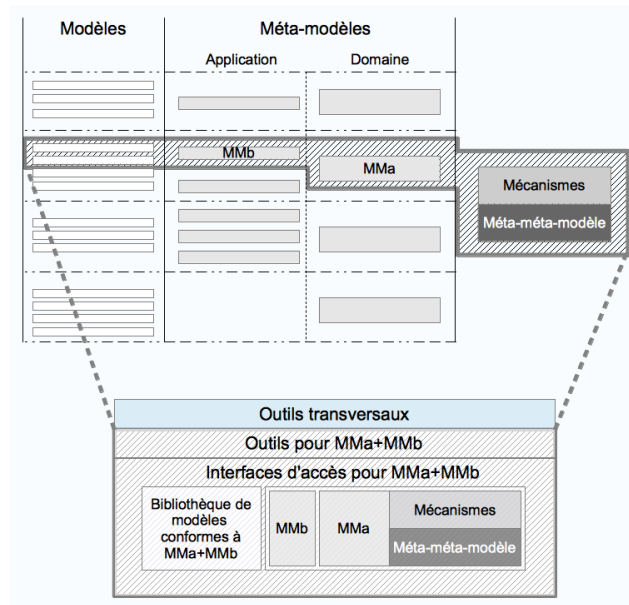 Modèles
Méta-modèles
Application
Domaine
MMb
MMa
Mécanismes
Méta-méta-modèle
Outils transversaux
Outils pour MMa+MMb
Interfaces d'accès pour MMa+MMb
Bibliothèque de
modèles
conformes à
MMa+MMb
MMb
MMa
Mécanismes
Méta-méta-modèle